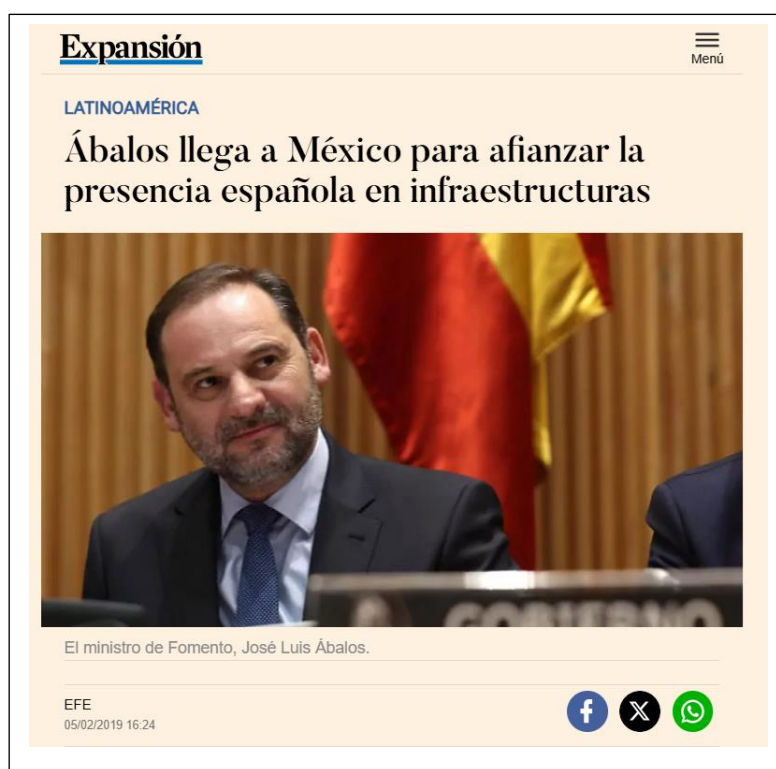 Expansión
Menú
LATINOAMÉRICA
Ábalos llega a México para afianzar la
presencia española en infraestructuras
GOBIERNO
El ministro de Fomento, José Luis Ábalos.
EFE
05/02/2019 16:24